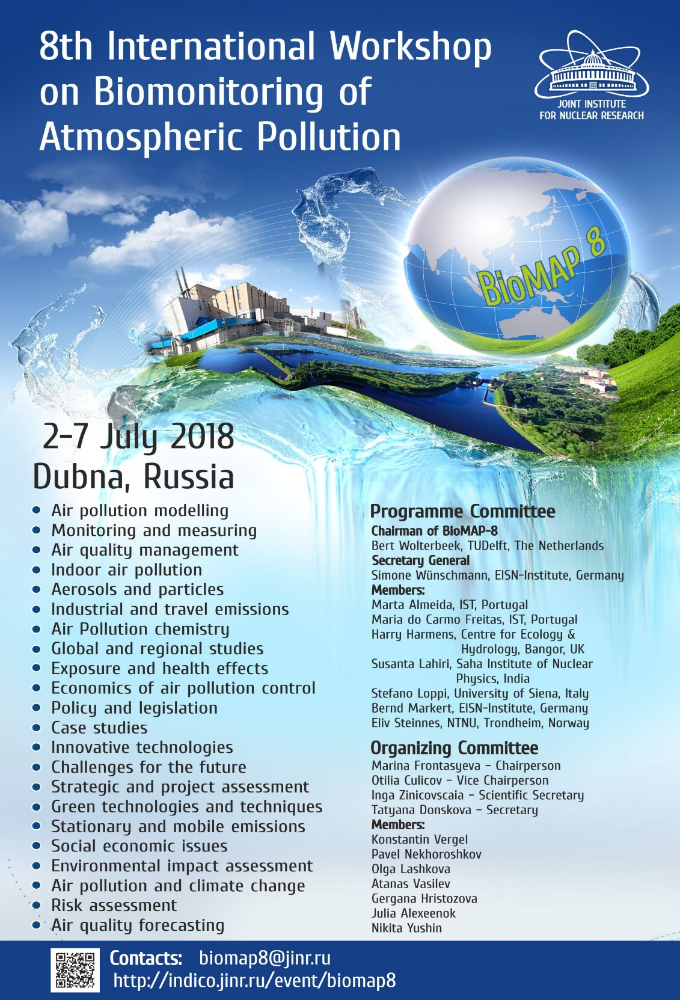 8th International Workshop
on Biomonitoring of
Atmospheric Pollution
JOINT INSTITUTE
FOR NUCLEAR RESEARCH
BioMAP 8
2-7 July 2018
Dubna, Russia
• Air pollution modelling
• Monitoring and measuring
• Air quality management
• Indoor air pollution
• Aerosols and particles
• Industrial and travel emissions
• Air Pollution chemistry
• Global and regional studies
• Exposure and health effects
• Economics of air pollution control
• Policy and legislation
• Case studies
• Innovative technologies
• Challenges for the future
• Strategic and project assessment
• Green technologies and techniques
• Stationary and mobile emissions
• Social economic issues
• Environmental impact assessment
• Air pollution and climate change
• Risk assessment
• Air quality forecasting
Programme Committee
Chairman of BioMAP-8
Bert Wolterbeek, TUDelft, The Netherlands
Secretary General
Simone Wünschmann, EISN-Institute, Germany
Members:
Marta Almeida, IST, Portugal
Maria do Carmo Freitas, IST, Portugal
Harry Harmens, Centre for Ecology &
Hydrology, Bangor, UK
Susanta Lahiri, Saha Institute of Nuclear
Physics, India
Stefano Loppi, University of Siena, Italy
Bernd Markert, EISN-Institute, Germany
Eliv Steinnes, NTNU, Trondheim, Norway
Organizing Committee
Marina Frontasyeva – Chairperson
Otilia Culicov – Vice Chairperson
Inga Zinicovscaia – Scientific Secretary
Tatyana Donskova – Secretary
Members:
Konstantin Vergel
Pavel Nekhoroshkov
Olga Lashkova
Atanas Vasilev
Gergana Hristozova
Julia Alexeenok
Nikita Yushin
Contacts: biomap8@jinr.ru
http://indico.jinr.ru/event/biomap8